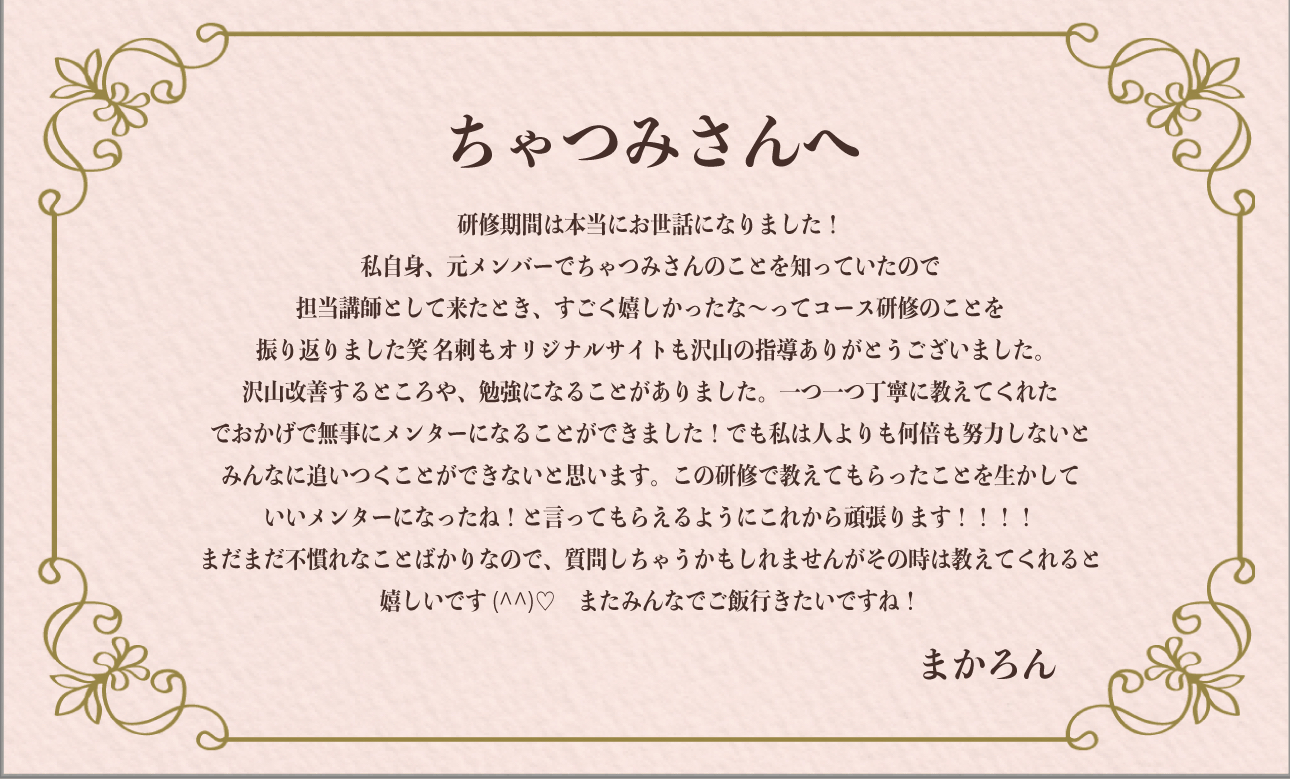 ちゃつみさんへ
研修期間は本当にお世話になりました！
私自身、元メンバーでちゃつみさんのことを知っていたので
担当講師として来たとき、すごく嬉しかったな〜ってコース研修のことを
振り返りました笑 名刺もオリジナルサイトも沢山の指導ありがとうございました。
沢山改善するところや、勉強になることがありました。一つ一つ丁寧に教えてくれた
でおかげで無事にメンターになることができました！でも私は人よりも何倍も努力しないと
みんなに追いつくことができないと思います。この研修で教えてもらったことを生かして
いいメンターになったね！と言ってもらえるようにこれから頑張ります！！！！
まだまだ不慣れなことばかりなので、質問しちゃうかもしれませんがその時は教えてくれると
嬉しいです(^^)♡　またみんなでご飯行きたいですね！
まかろん